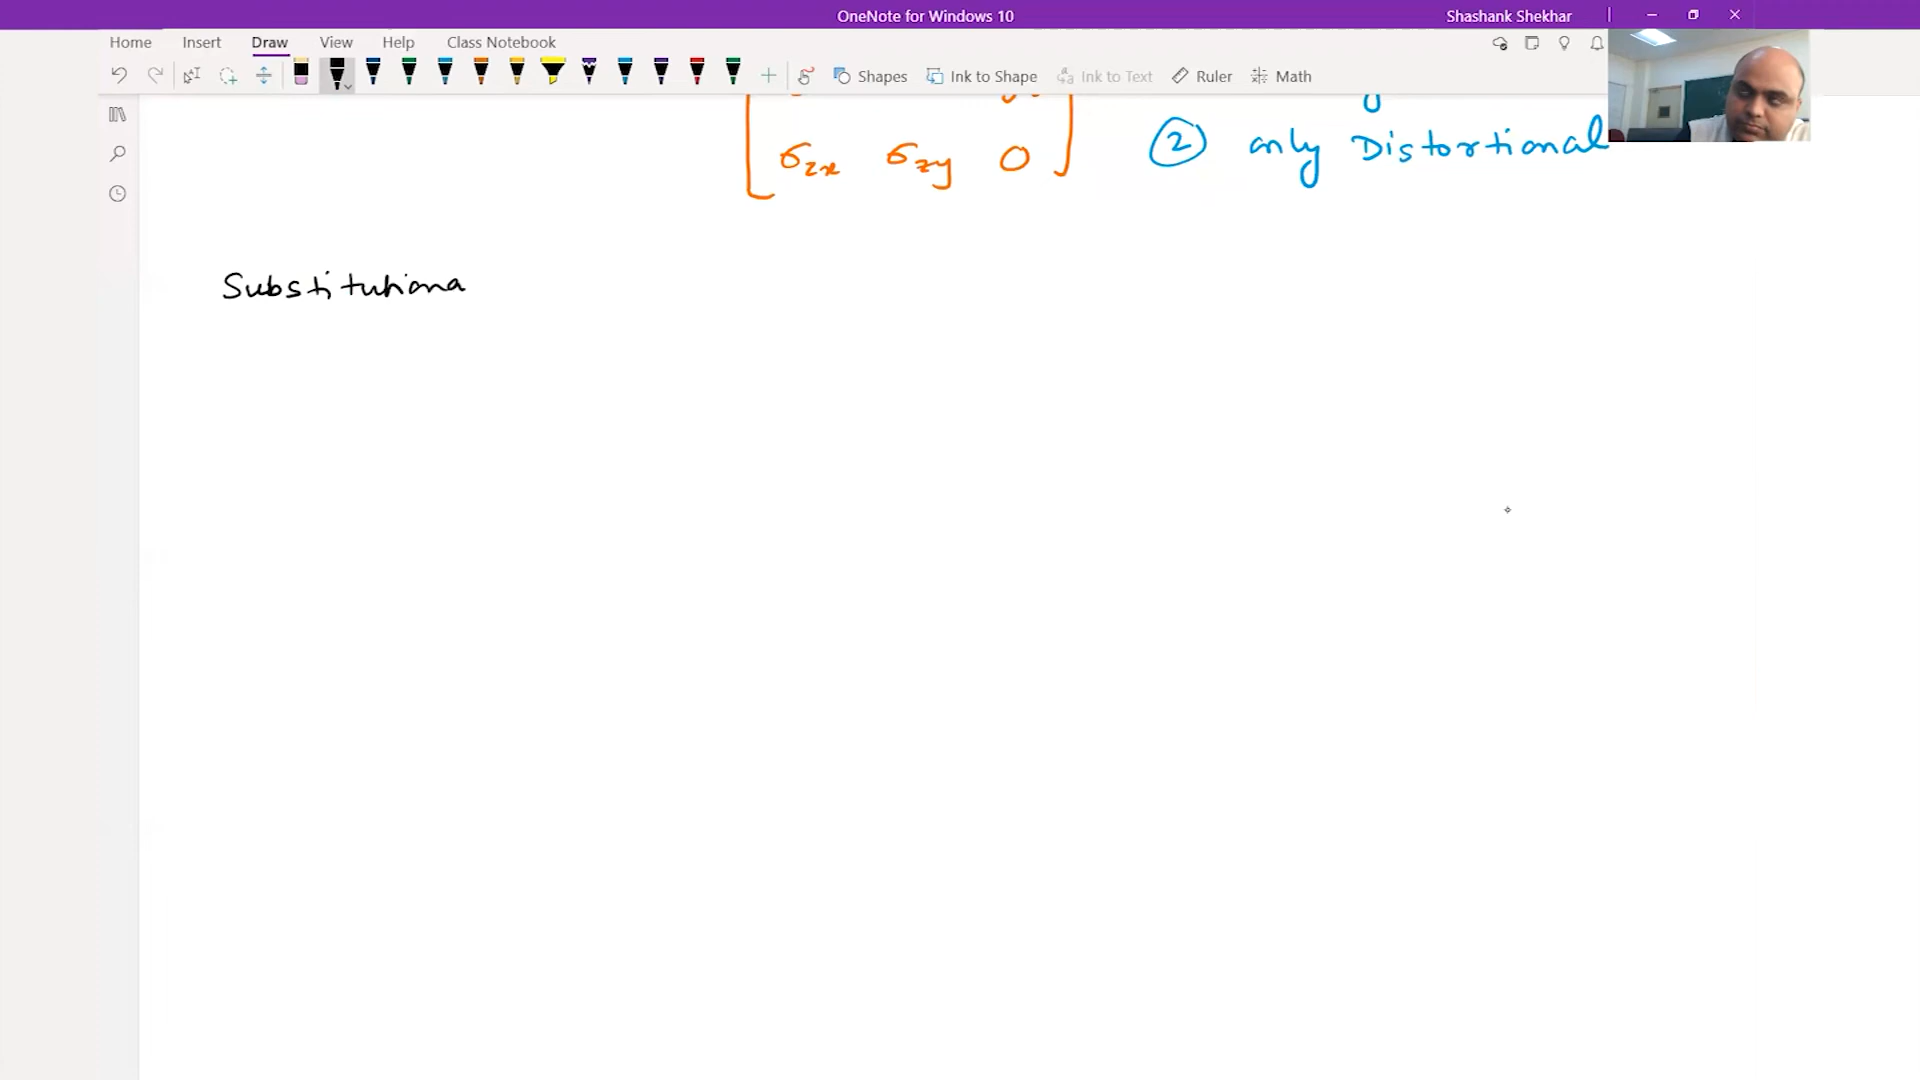 OneNote for Windows 10
Shashank Shekhar
Home Insert Draw View Help Class Notebook
Shapes Ink to Shape Ink to Text Ruler Math
σzx σzy 0
② only Distortional
Substitutiona